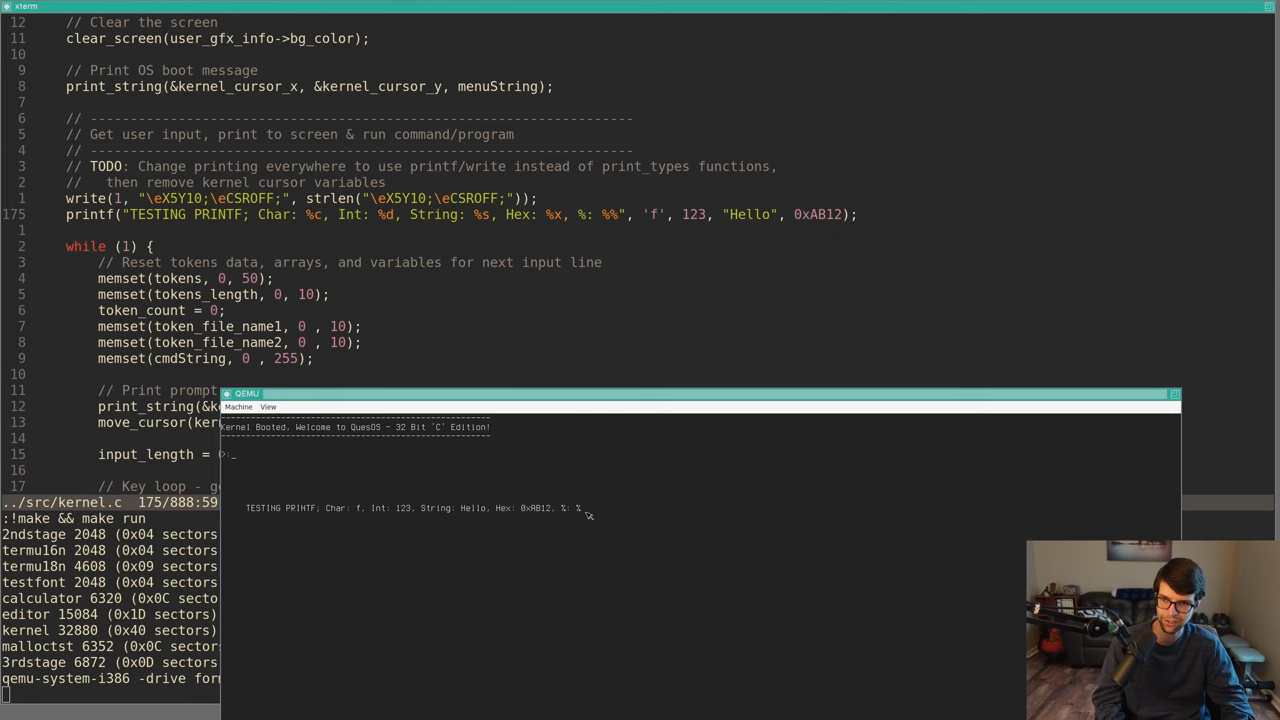 xterm
12 // Clear the screen
11 clear_screen(user_gfx_info->bg_color);
10
9 // Print OS boot message
8 print_string(&kernel_cursor_x, &kernel_cursor_y, menuString);
7
6 // --------------------------------------------------------------------
5 // Get user input, print to screen & run command/program
4 // --------------------------------------------------------------------
3 // TODO: Change printing everywhere to use printf/write instead of print_types functions,
2 // then remove kernel cursor variables
1 write(1, "\eX5Y10;\eCSROFF;", strlen("\eX5Y10;\eCSROFF;"));
175 printf("TESTING PRINTF; Char: %c, Int: %d, String: %s, Hex: %x, %: %%", 'f', 123, "Hello", 0xAB12);
1
2 while (1) {
3 // Reset tokens data, arrays, and variables for next input line
4 memset(tokens, 0, 50);
5 memset(tokens_length, 0, 10);
6 token_count = 0;
7 memset(token_file_name1, 0 , 10);
8 memset(token_file_name2, 0 , 10);
9 memset(cmdString, 0 , 255);
10
11 // Print prompt
12 print_string(&k
13 move_cursor(ker
14
15 input_length =
16
17 // Key loop - ge
../src/kernel.c 175/888:59
:!make && make run
2ndstage 2048 (0x04 sectors
termu16n 2048 (0x04 sectors
termu18n 4608 (0x09 sectors
testfont 2048 (0x04 sectors
calculator 6320 (0x0C secto
editor 15084 (0x1D sectors)
kernel 32880 (0x40 sectors)
malloctst 6352 (0x0C sector
3rdstage 6872 (0x0D sectors
qemu-system-i386 -drive for
QEMU
Machine View
------------------------------------------------------
Kernel Booted, Welcome to QuesOS - 32 Bit 'C' Edition!
------------------------------------------------------
>:_
TESTING PRINTF; Char: f, Int: 123, String: Hello, Hex: 0xAB12, %: %